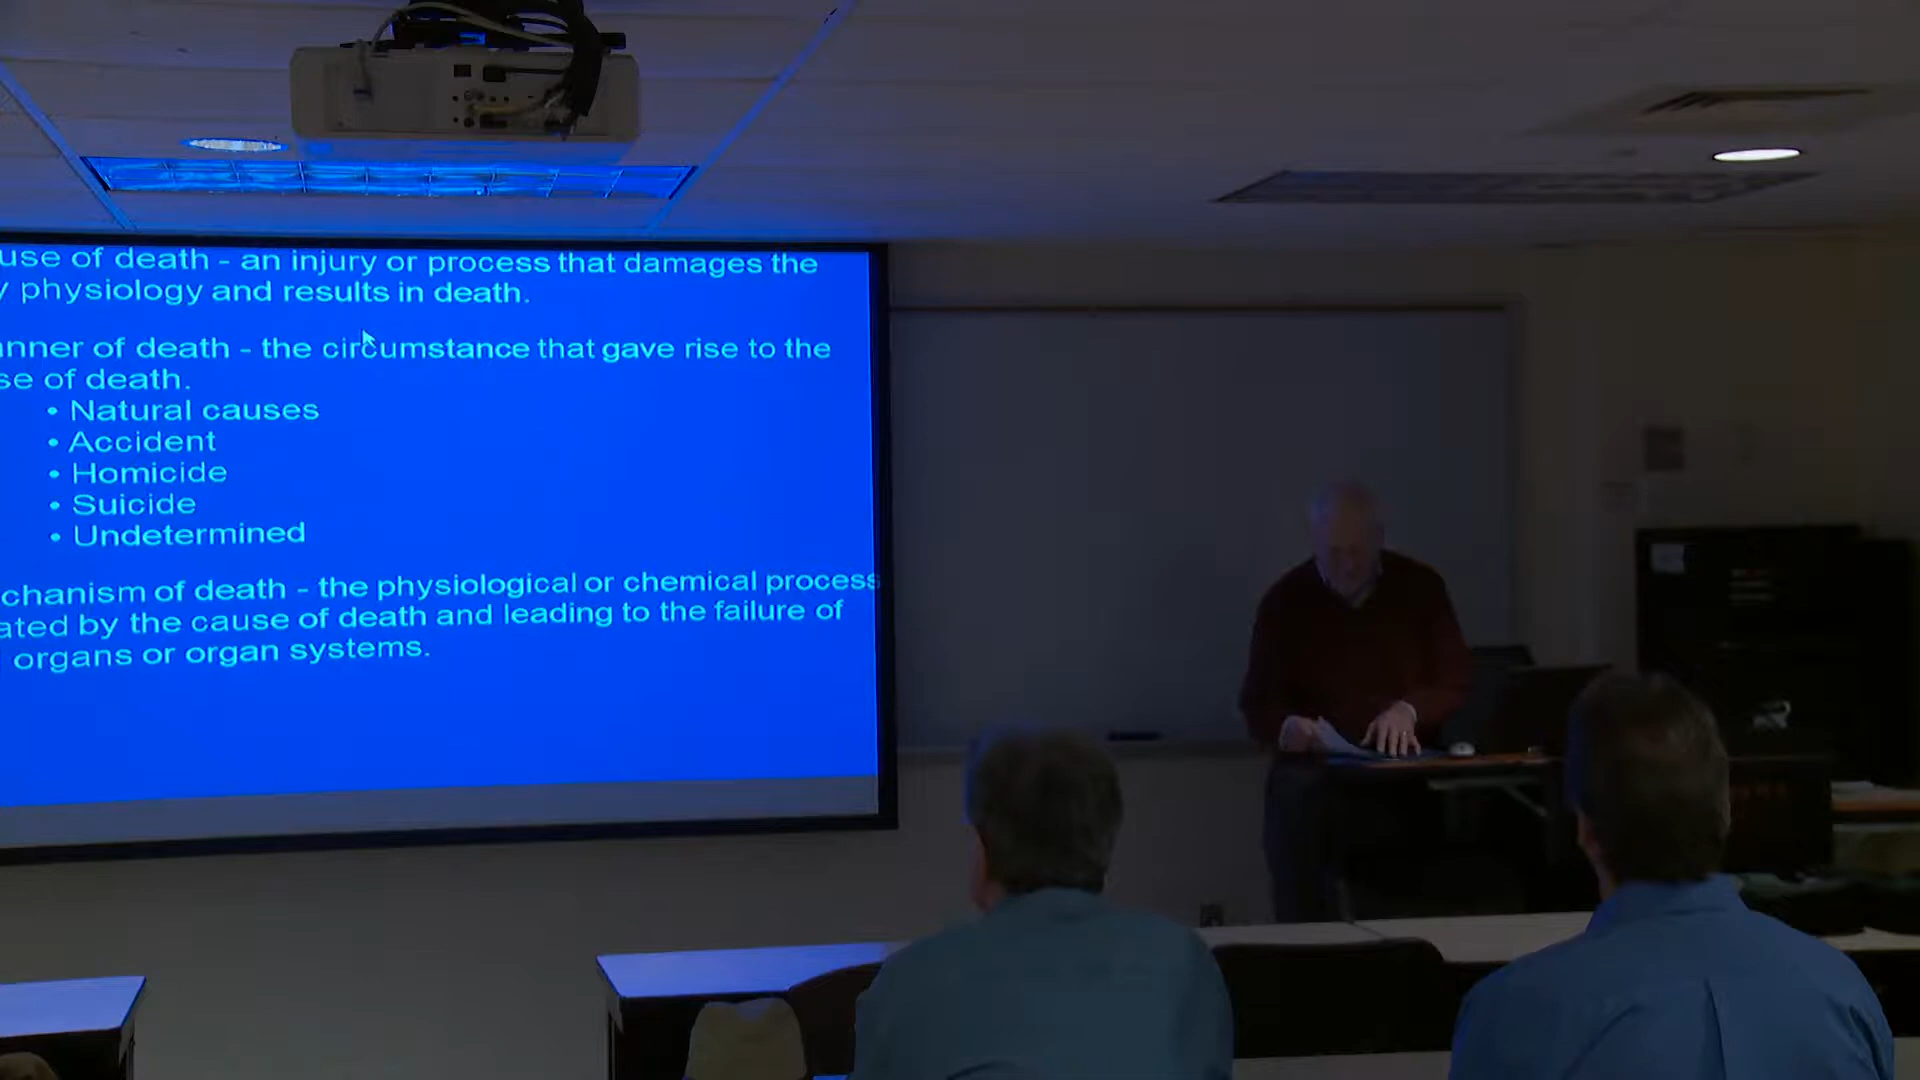 use of death - an injury or process that damages the
y physiology and results in death.
nner of death - the circumstance that gave rise to the
se of death.
• Natural causes
• Accident
• Homicide
• Suicide
• Undetermined
chanism of death - the physiological or chemical process
ated by the cause of death and leading to the failure of
organs or organ systems.